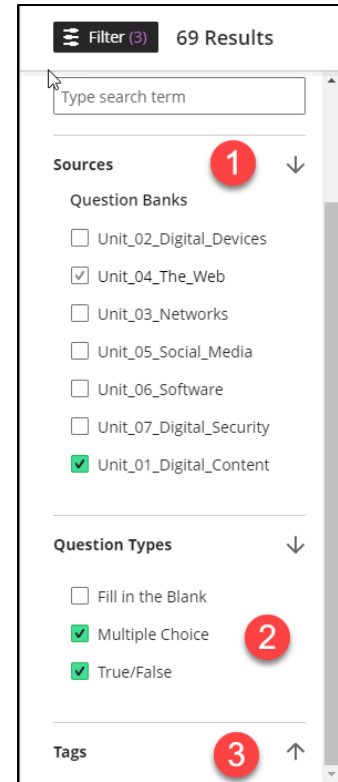 Filter (3) 69 Results
Type search term
Sources 1
Question Banks
Unit_02_Digital_Devices
Unit_04_The_Web
Unit_03_Networks
Unit_05_Social_Media
Unit_06_Software
Unit_07_Digital_Security
Unit_01_Digital_Content
Question Types
Fill in the Blank
Multiple Choice 2
True/False
Tags 3